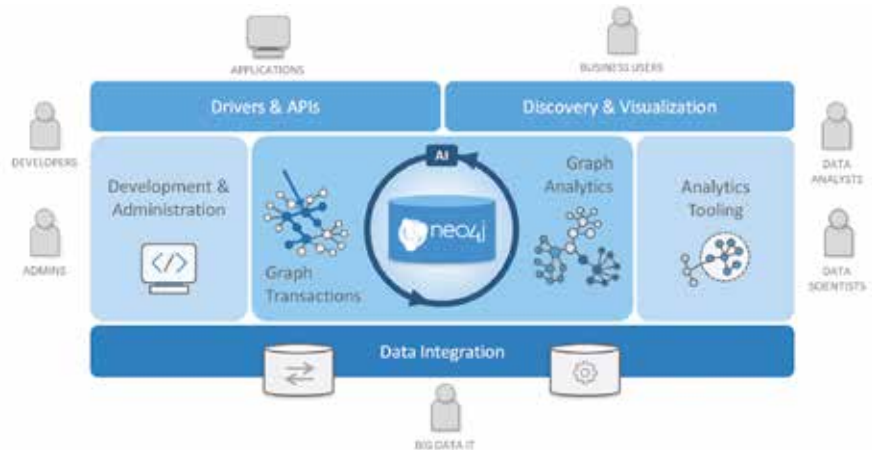 APPLICATIONS
BUSINESS USERS
Drivers & APIs
Discovery & Visualization
DEVELOPERS
ADMINS
Development &
Administration
</>
Graph
Transactions
AI
neo4j
Graph
Analytics
Analytics
Tooling
DATA
ANALYSTS
DATA
SCIENTISTS
Data Integration
BIG DATA IT